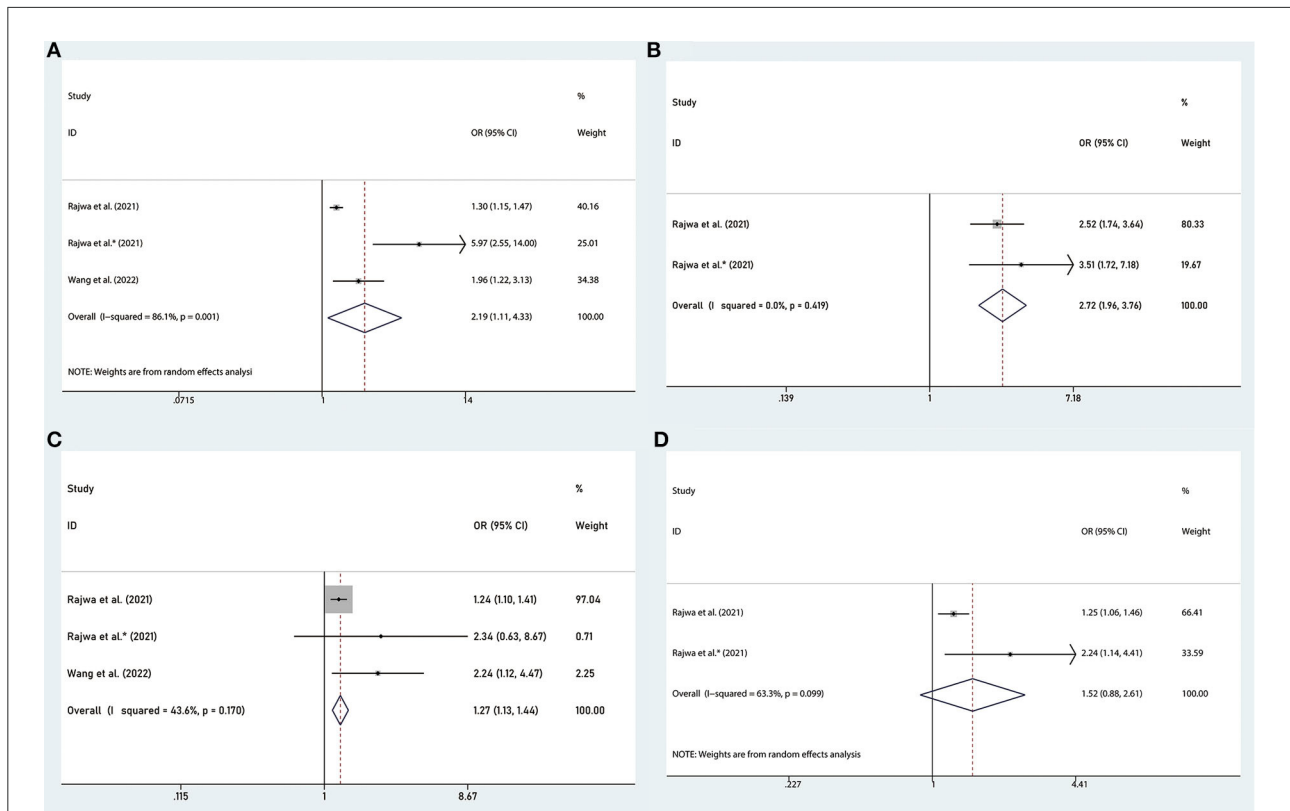 A
Study %
ID OR (95% CI) Weight
Rajwa et al. (2021) 1.30 (1.15, 1.47) 40.16
Rajwa et al.* (2021) 5.97 (2.55, 14.00) 25.01
Wang et al. (2022) 1.96 (1.22, 3.13) 34.38
Overall (I−squared = 86.1%, p = 0.001) 2.19 (1.11, 4.33) 100.00
NOTE: Weights are from random effects analysi
.0715 1 14
B
Study %
ID OR (95% CI) Weight
Rajwa et al. (2021) 2.52 (1.74, 3.64) 80.33
Rajwa et al.* (2021) 3.51 (1.72, 7.18) 19.67
Overall (I squared = 0.0%, p = 0.419) 2.72 (1.96, 3.76) 100.00
.139 1 7.18
C
Study %
ID OR (95% CI) Weight
Rajwa et al. (2021) 1.24 (1.10, 1.41) 97.04
Rajwa et al.* (2021) 2.34 (0.63, 8.67) 0.71
Wang et al. (2022) 2.24 (1.12, 4.47) 2.25
Overall (I squared = 43.6%, p = 0.170) 1.27 (1.13, 1.44) 100.00
.115 1 8.67
D
Study %
ID OR (95% CI) Weight
Rajwa et al. (2021) 1.25 (1.06, 1.46) 66.41
Rajwa et al.* (2021) 2.24 (1.14, 4.41) 33.59
Overall (I−squared = 63.3%, p = 0.099) 1.52 (0.88, 2.61) 100.00
NOTE: Weights are from random effects analysis
.227 1 4.41